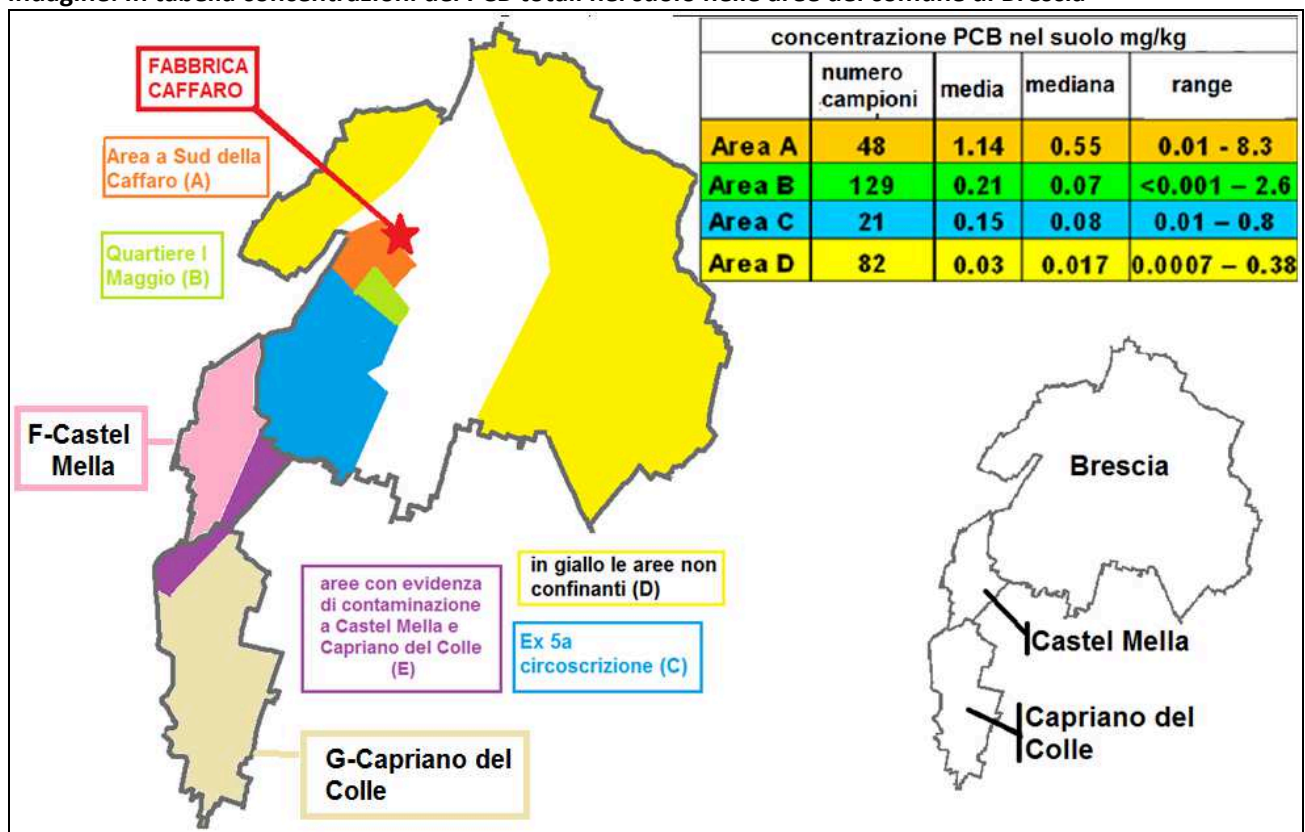 FABBRICA
CAFFARO
Area a Sud della
Caffaro (A)
Quartiere I
Maggio (B)
concentrazione PCB nel suolo mg/kg
numero campioni media mediana range
Area A 48 1.14 0.55 0.01 - 8.3
Area B 129 0.21 0.07 <0.001 – 2.6
Area C 21 0.15 0.08 0.01 – 0.8
Area D 82 0.03 0.017 0.0007 – 0.38
F-Castel
Mella
Brescia
aree con evidenza
di contaminazione
a Castel Mella e
Capriano del Colle
(E)
in giallo le aree non
confinanti (D)
Ex 5a
circoscrizione (C)
Castel Mella
Capriano del
Colle
G-Capriano del
Colle